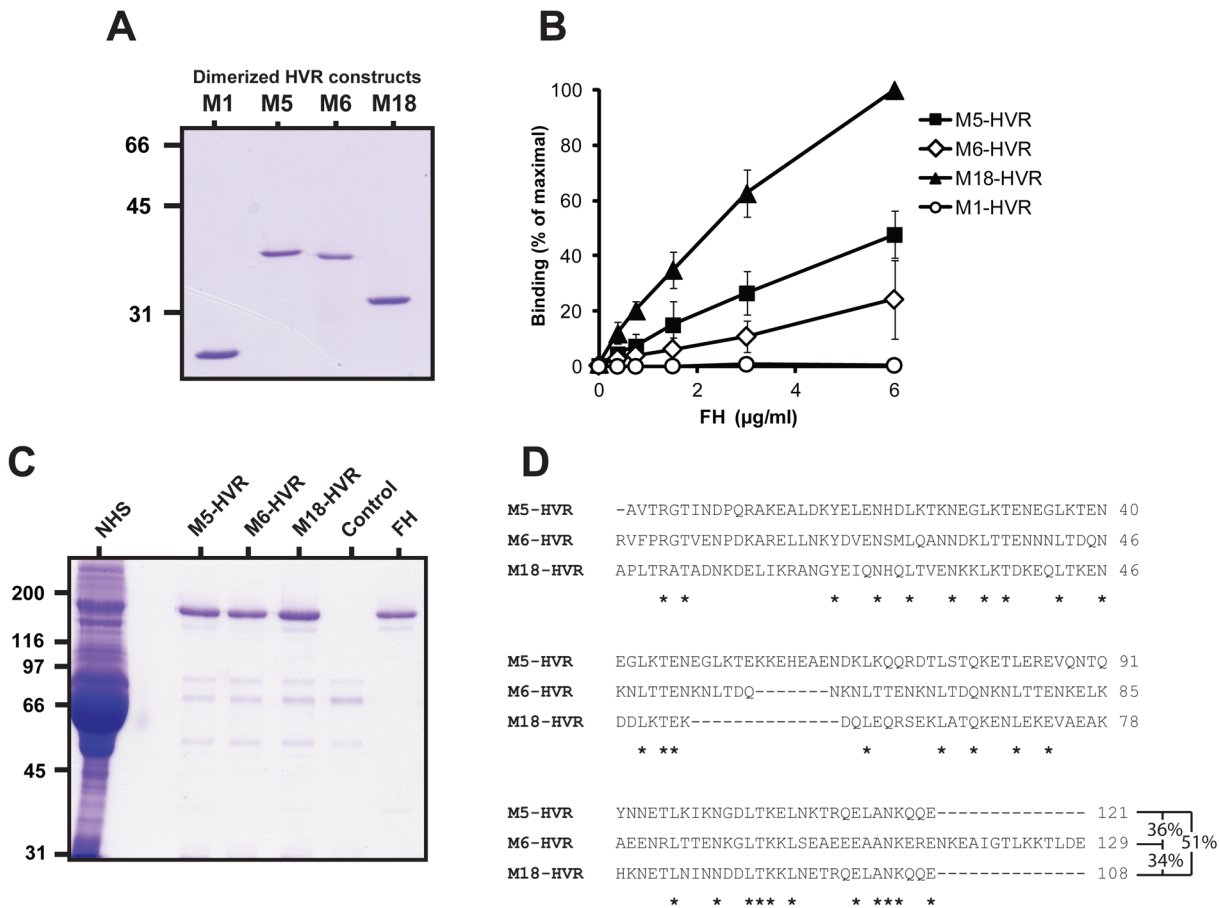 A
Dimerized HVR constructs
M1 M5 M6 M18
66
45
31
B
Binding (% of maximal)
100
80
60
40
20
0
0 2 4 6
FH (µg/ml)
M5-HVR
M6-HVR
M18-HVR
M1-HVR
C
NHS M5-HVR M6-HVR M18-HVR Control FH
200
116
97
66
45
31
D
M5-HVR -AVTRGTINDPQRAKEALDKYELENHDLKTKNEGLKTENEGLKTEN 40
M6-HVR RVFPRGTVENPDKARELLNKYDVENSMLQANNDKLTTENNNLTDQN 46
M18-HVR APLTRATADNKDELIKRANGYEIQNHQLTVENKKLKTDKEQLTKEN 46
* * * * * * * * * *
M5-HVR EGLKTENEGLKTEKKEHEAENDKLKQQRDTLSTQKETLEREVQNTQ 91
M6-HVR KNLTTENKNLTDQ-------NKNLTTENKNLTDQNKNLTTENKELK 85
M18-HVR DDLKTEK--------------DQLEQRSEKLATQKENLEKEVAEAK 78
* ** * * * * *
M5-HVR YNNETLKIKNGDLTKELNKTRQELANKQQE-------------- 121
M6-HVR AEENRLTTENKGLTKKLSEAEEEAANKERENKEAIGTLKKTLDE 129
M18-HVR HKNETLNINNDDLTKKLNETRQELANKQQE-------------- 108
* * *** * * *** *
36%
34%
51%